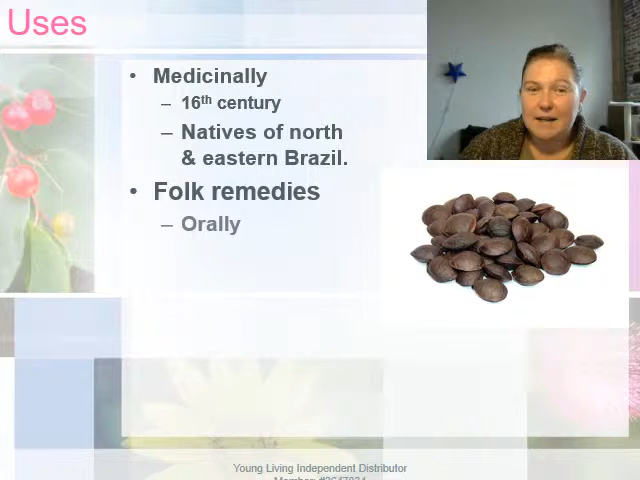 Uses
• Medicinally
– 16th century
– Natives of north
& eastern Brazil.
• Folk remedies
– Orally
Young Living Independent Distributor